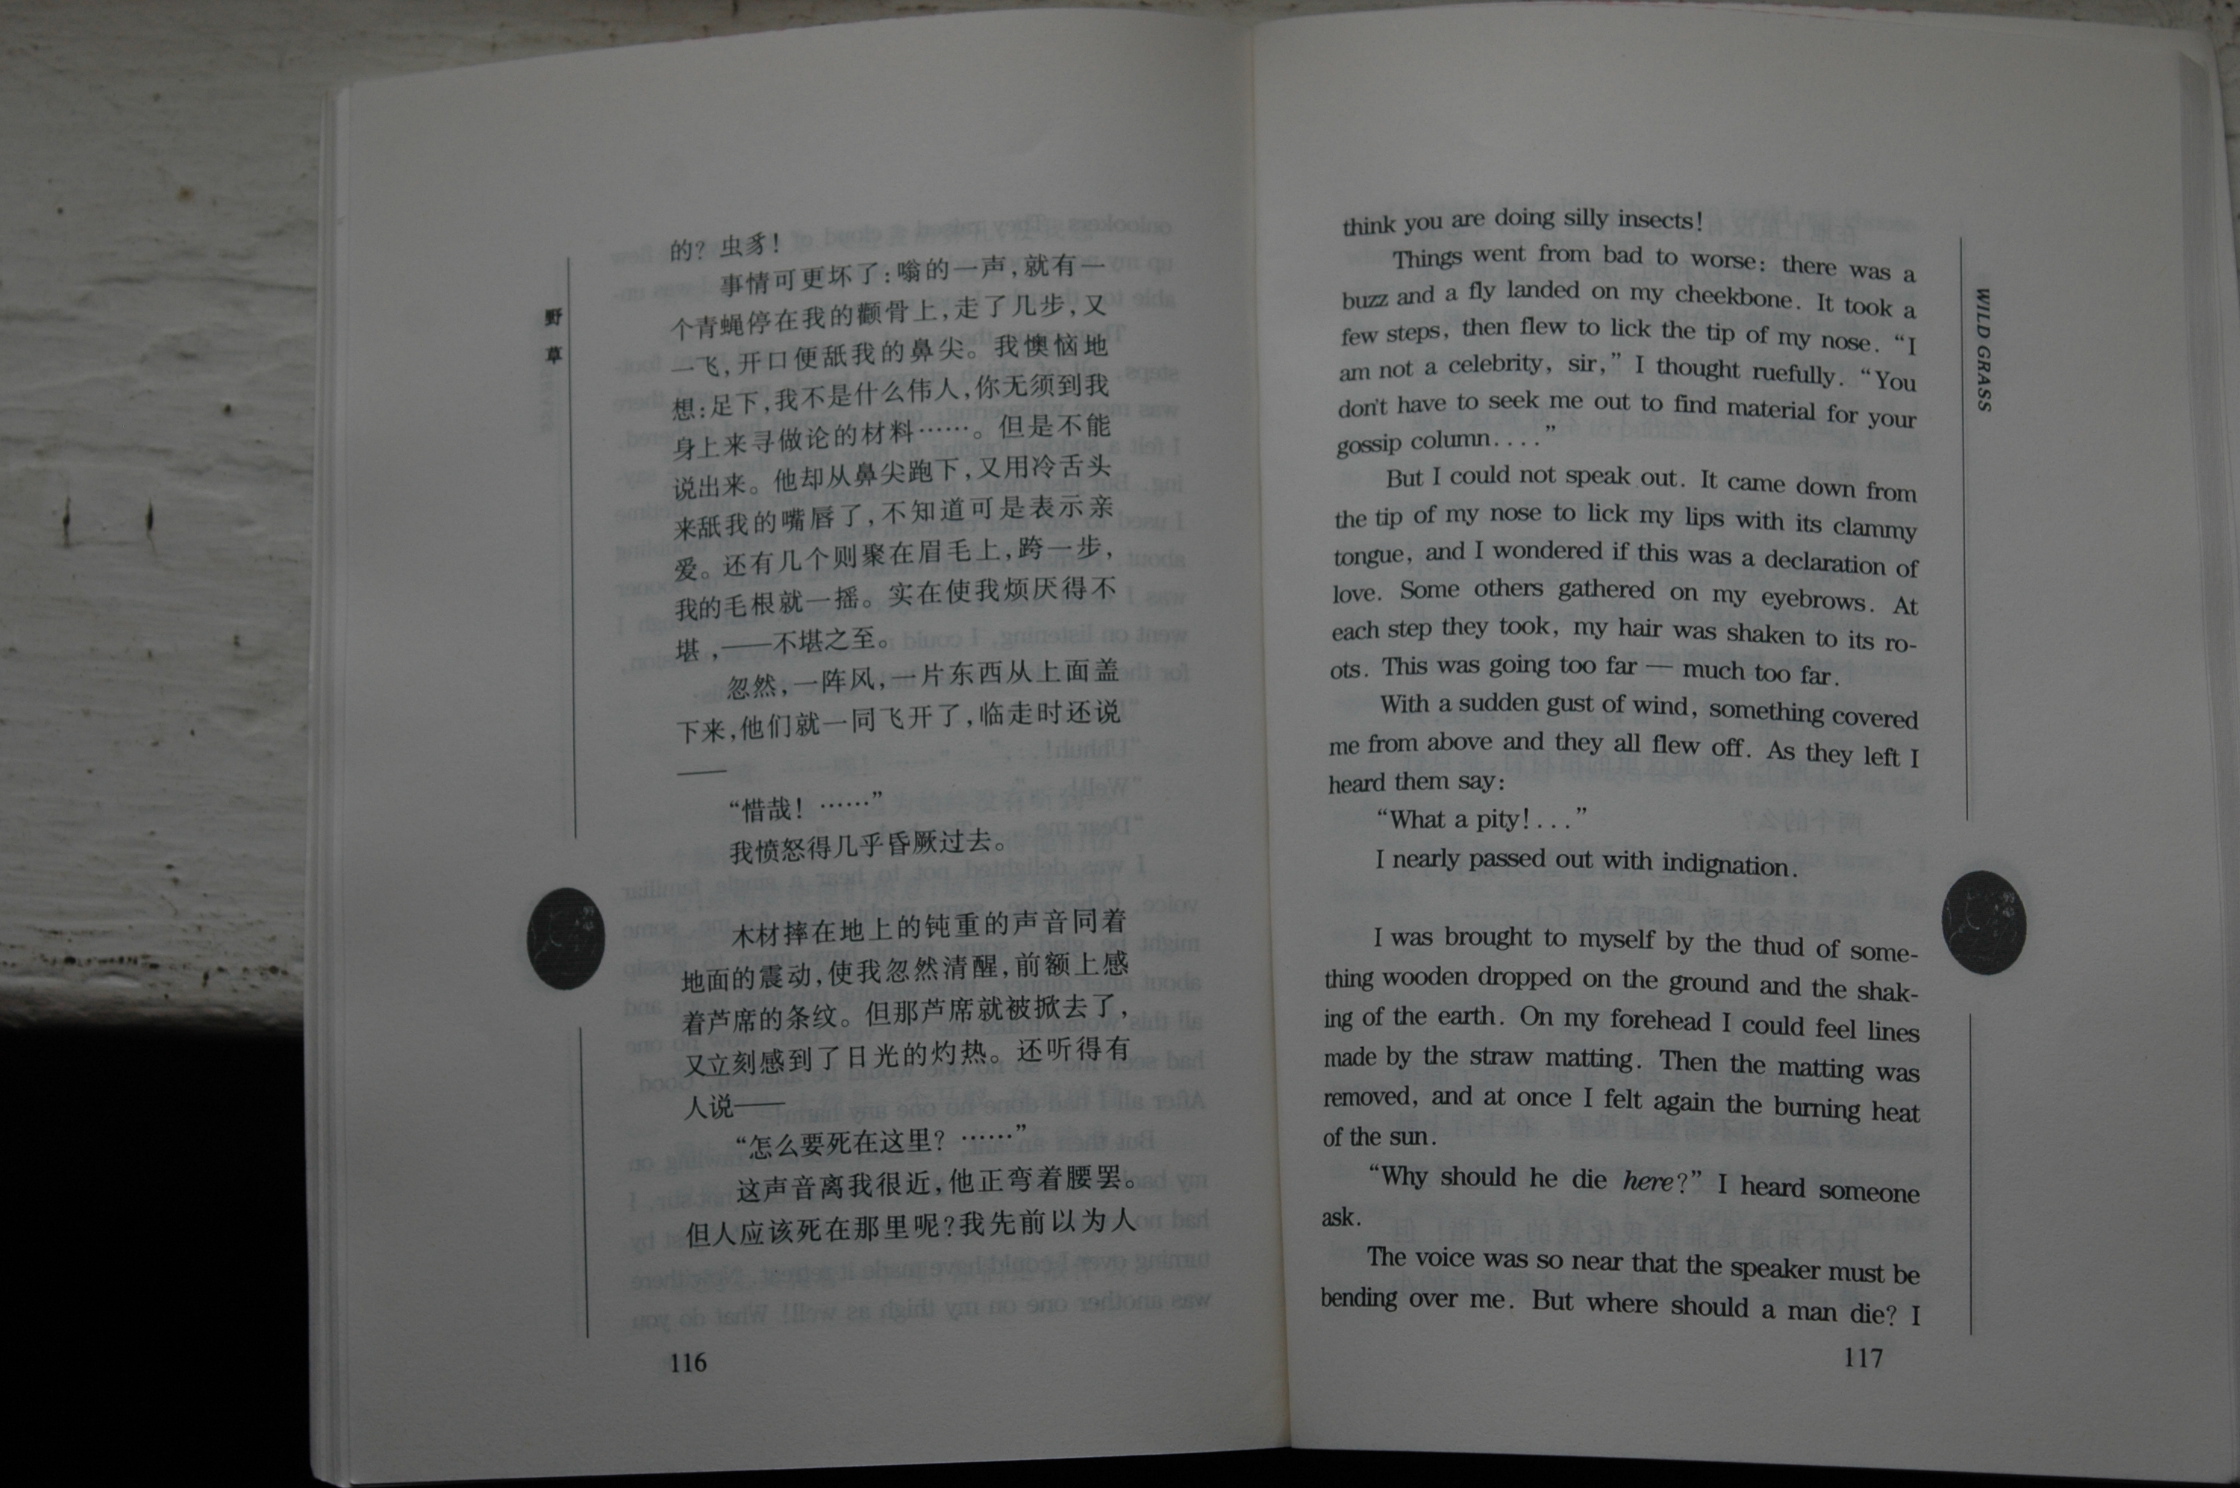 野草
的？虫豸！
事情可更坏了：嗡的一声，就有一
个青蝇停在我的颧骨上，走了几步，又
一飞，开口便舐我的鼻尖。我懊恼地
想：足下，我不是什么伟人，你无须到我
身上来寻做论的材料……。但是不能
说出来。他却从鼻尖跑下，又用冷舌头
来舐我的嘴唇了，不知道可是表示亲
爱。还有几个则聚在眉毛上，跨一步，
我的毛根就一摇。实在使我烦厌得不
堪，——不堪之至。
忽然，一阵风，一片东西从上面盖
下来，他们就一同飞开了，临走时还说
——
“惜哉！……”
我愤怒得几乎昏厥过去。
木材摔在地上的钝重的声音同着
地面的震动，使我忽然清醒，前额上感
着芦席的条纹。但那芦席就被掀去了，
又立刻感到了日光的灼热。还听得有
人说——
“怎么要死在这里？……”
这声音离我很近，他正弯着腰罢。
但人应该死在那里呢？我先前以为人
116
think you are doing silly insects!
Things went from bad to worse: there was a
buzz and a fly landed on my cheekbone. It took a
few steps, then flew to lick the tip of my nose. “I
am not a celebrity, sir,” I thought ruefully. “You
don't have to seek me out to find material for your
gossip column....”
But I could not speak out. It came down from
the tip of my nose to lick my lips with its clammy
tongue, and I wondered if this was a declaration of
love. Some others gathered on my eyebrows. At
each step they took, my hair was shaken to its ro-
ots. This was going too far — much too far.
With a sudden gust of wind, something covered
me from above and they all flew off. As they left I
heard them say:
“What a pity!...”
I nearly passed out with indignation.
I was brought to myself by the thud of some-
thing wooden dropped on the ground and the shak-
ing of the earth. On my forehead I could feel lines
made by the straw matting. Then the matting was
removed, and at once I felt again the burning heat
of the sun.
“Why should he die here?” I heard someone
ask.
The voice was so near that the speaker must be
bending over me. But where should a man die? I
117
WILD GRASS